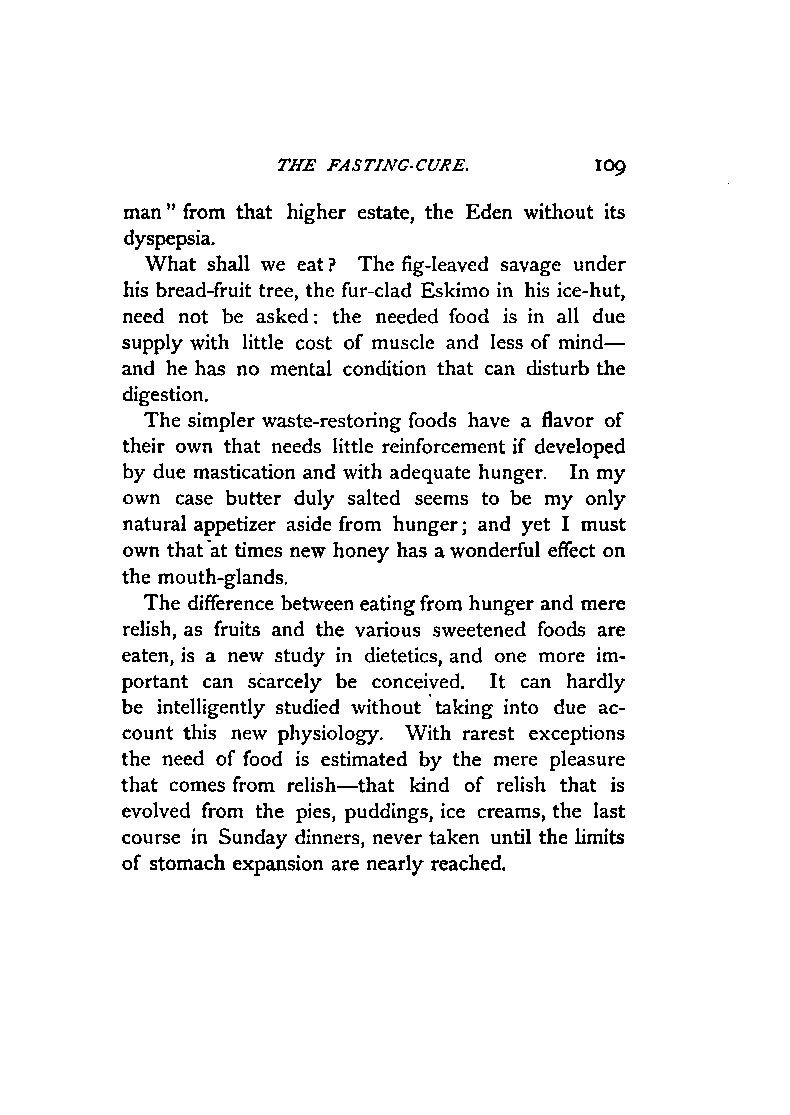 THE FASTING-CURE. 109
man" from that higher estate, the Eden without its
dyspepsia.
What shall we eat? The fig-leaved savage under
his bread-fruit tree, the fur-clad Eskimo in his ice-hut,
need not be asked: the needed food is in all due
supply with little cost of muscle and less of mind—
and he has no mental condition that can disturb the
digestion.
The simpler waste-restoring foods have a flavor of
their own that needs little reinforcement if developed
by due mastication and with adequate hunger. In my
own case butter duly salted seems to be my only
natural appetizer aside from hunger; and yet I must
own that at times new honey has a wonderful effect on
the mouth-glands.
The difference between eating from hunger and mere
relish, as fruits and the various sweetened foods are
eaten, is a new study in dietetics, and one more im-
portant can scarcely be conceived. It can hardly
be intelligently studied without taking into due ac-
count this new physiology. With rarest exceptions
the need of food is estimated by the mere pleasure
that comes from relish—that kind of relish that is
evolved from the pies, puddings, ice creams, the last
course in Sunday dinners, never taken until the limits
of stomach expansion are nearly reached.